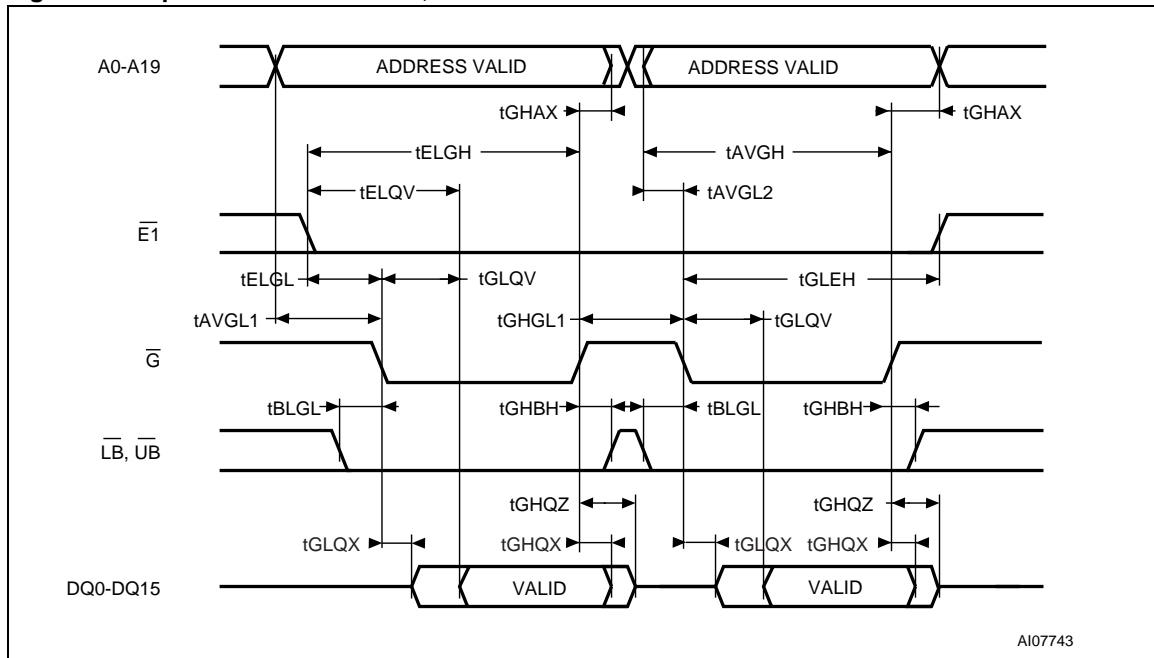 A0-A19
ADDRESS VALID
ADDRESS VALID
tGHAX
tGHAX
tELGH
tAVGH
tELQV
tAVGL2
E1
tELGL
tGLQV
tGLEH
tAVGL1
tGHGL1
tGLQV
G
tBLGL
tGHBH
tBLGL
tGHBH
LB, UB
tGHQZ
tGHQZ
tGLQX
tGHQX
tGLQX
tGHQX
DQ0-DQ15
VALID
VALID
AI07743